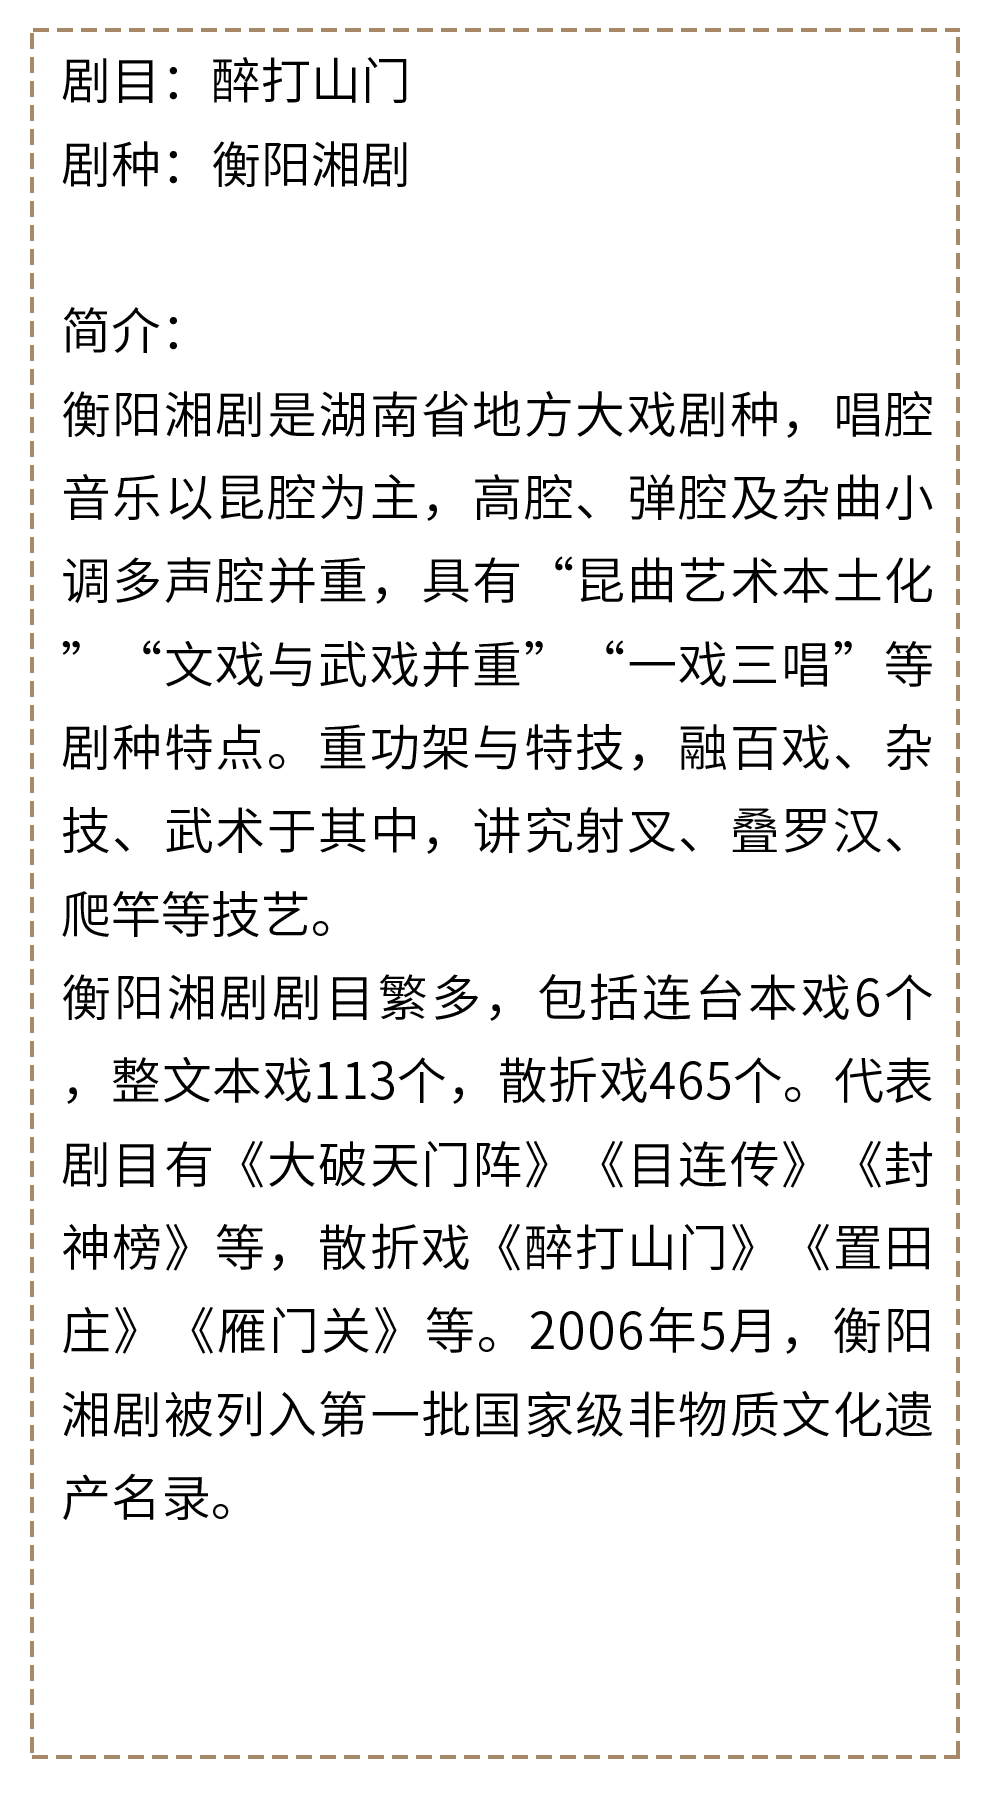 剧目：醉打山门
剧种：衡阳湘剧
简介：
衡阳湘剧是湖南省地方大戏剧种，唱腔
音乐以昆腔为主，高腔、弹腔及杂曲小
调多声腔并重，具有“昆曲艺术本土化
”“文戏与武戏并重”“一戏三唱”等
剧种特点。重功架与特技，融百戏、杂
技、武术于其中，讲究射叉、叠罗汉、
爬竿等技艺。
衡阳湘剧剧目繁多，包括连台本戏6个
，整文本戏113个，散折戏465个。代表
剧目有《大破天门阵》《目连传》《封
神榜》等，散折戏《醉打山门》《置田
庄》《雁门关》等。2006年5月，衡阳
湘剧被列入第一批国家级非物质文化遗
产名录。